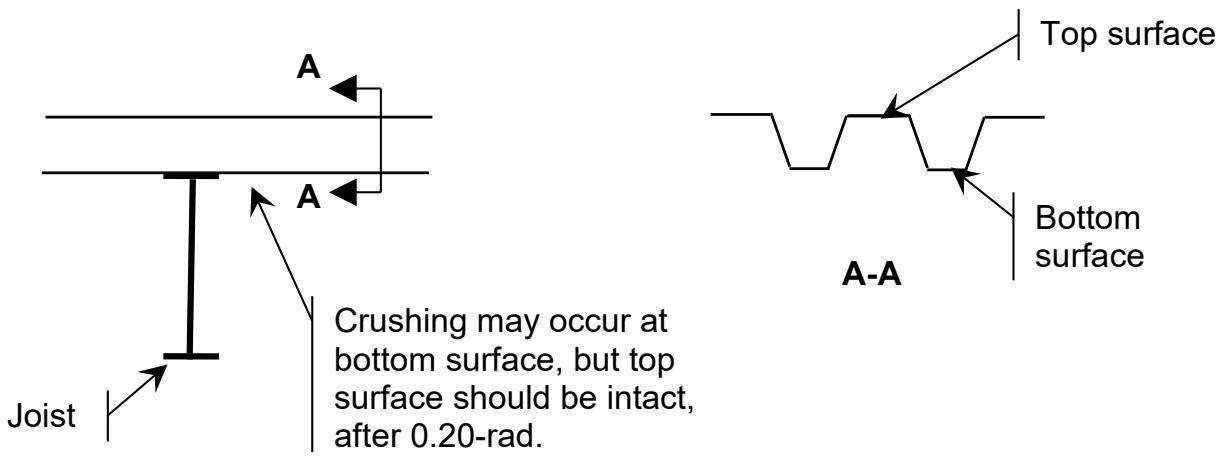 A
A
Joist
Crushing may occur at
bottom surface, but top
surface should be intact,
after 0.20-rad.
Top surface
Bottom
surface
A-A